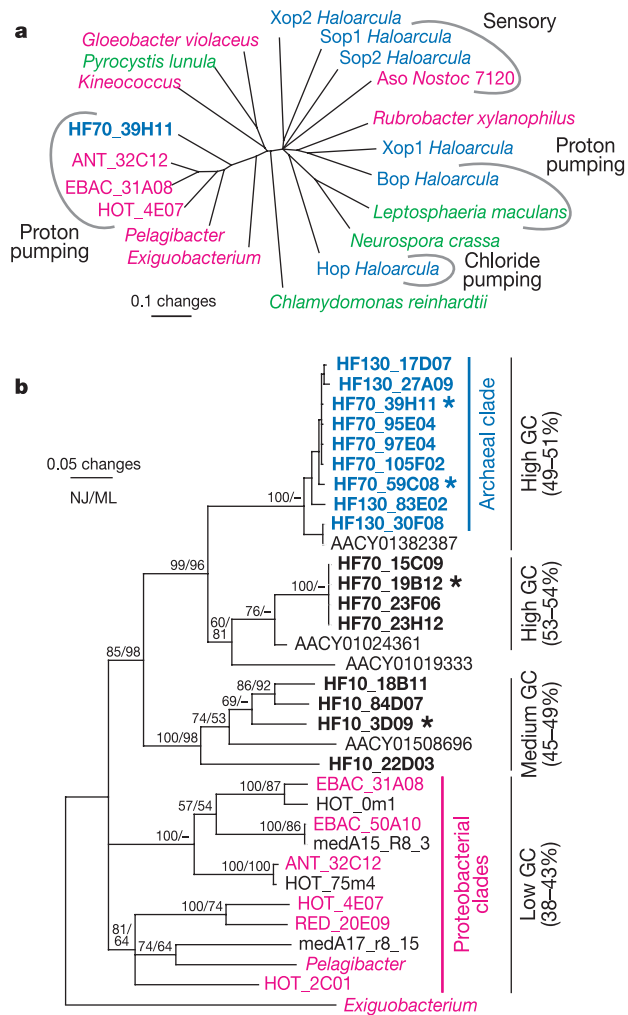 a
Xop2 Haloarcula
Sop1 Haloarcula
Sop2 Haloarcula
Aso Nostoc 7120
Sensory
Gloeobacter violaceus
Pyrocystis lunula
Kineococcus
HF70_39H11
ANT_32C12
EBAC_31A08
HOT_4E07
Proton
pumping
Pelagibacter
Exiguobacterium
Rubrobacter xylanophilus
Xop1 Haloarcula
Bop Haloarcula
Proton
pumping
Leptosphaeria maculans
Neurospora crassa
Hop Haloarcula
Chloride
pumping
Chlamydomonas reinhardtii
0.1 changes
b
0.05 changes
NJ/ML
HF130_17D07
HF130_27A09
HF70_39H11 *
HF70_95E04
HF70_97E04
HF70_105F02
HF70_59C08 *
HF130_83E02
HF130_30F08
AACY01382387
HF70_15C09
HF70_19B12 *
HF70_23F06
HF70_23H12
AACY01024361
AACY01019333
HF10_18B11
HF10_84D07
HF10_3D09 *
AACY01508696
HF10_22D03
EBAC_31A08
HOT_0m1
EBAC_50A10
medA15_R8_3
ANT_32C12
HOT_75m4
HOT_4E07
RED_20E09
medA17_r8_15
Pelagibacter
HOT_2C01
Exiguobacterium
100/–
99/96
100/–
76/–
60/
81
85/98
86/92
69/–
74/53
100/98
100/87
57/54
100/86
100/–
100/100
100/74
81/
64
74/64
Archaeal clade
High GC
(49–51%)
High GC
(53–54%)
Medium GC
(45–49%)
Proteobacterial
clades
Low GC
(38–43%)